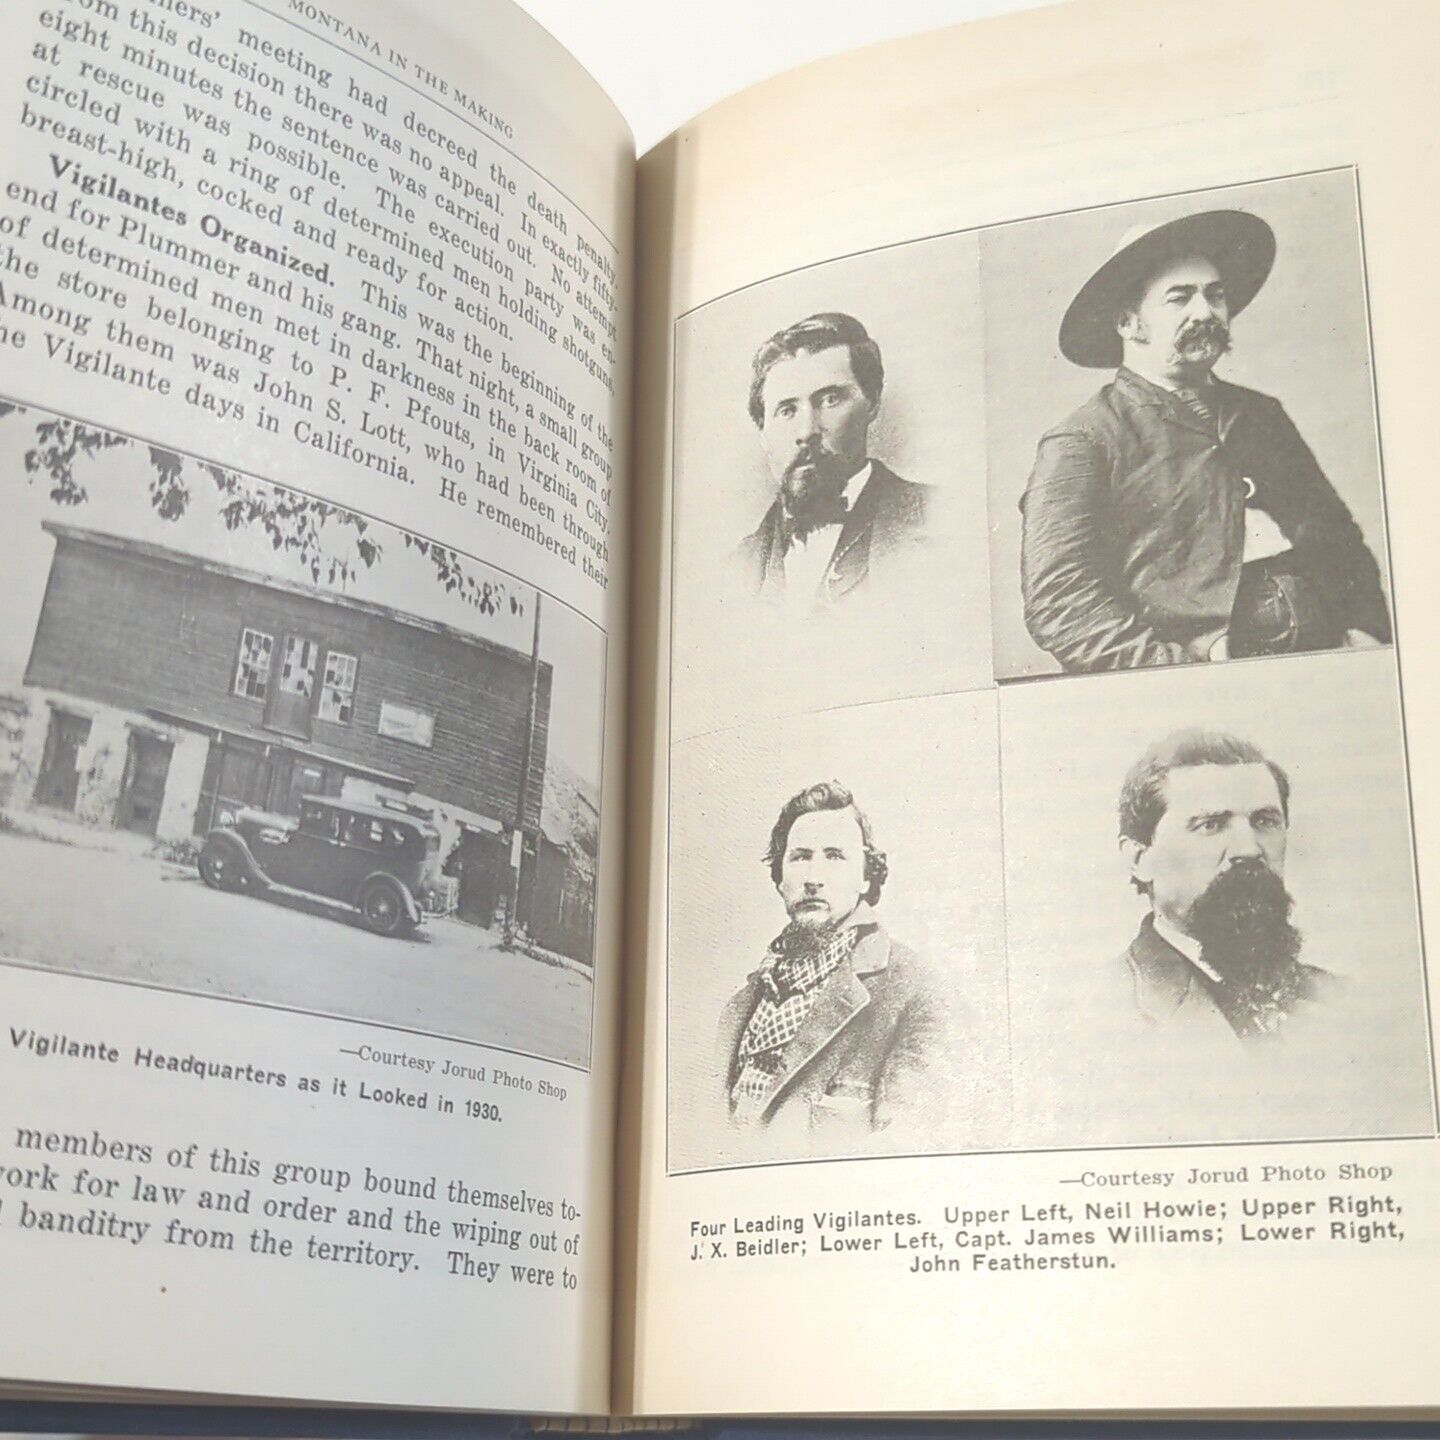 MONTANA IN THE MAKING
ners' meeting had decreed the death penalty.
from this decision there was no appeal. In exactly fifty-
eight minutes the sentence was carried out. No attempt
at rescue was possible. The execution party was en-
circled with a ring of determined men holding shotguns,
breast-high, cocked and ready for action.
Vigilantes Organized. This was the beginning of the
end for Plummer and his gang. That night, a small group
of determined men met in darkness in the back room of
the store belonging to P. F. Pfouts, in Virginia City.
Among them was John S. Lott, who had been through
the Vigilante days in California. He remembered their
—Courtesy Jorud Photo Shop
Vigilante Headquarters as it Looked in 1930.
members of this group bound themselves to-
work for law and order and the wiping out of
banditry from the territory. They were to
—Courtesy Jorud Photo Shop
Four Leading Vigilantes. Upper Left, Neil Howie; Upper Right,
J. X. Beidler; Lower Left, Capt. James Williams; Lower Right,
John Featherstun.